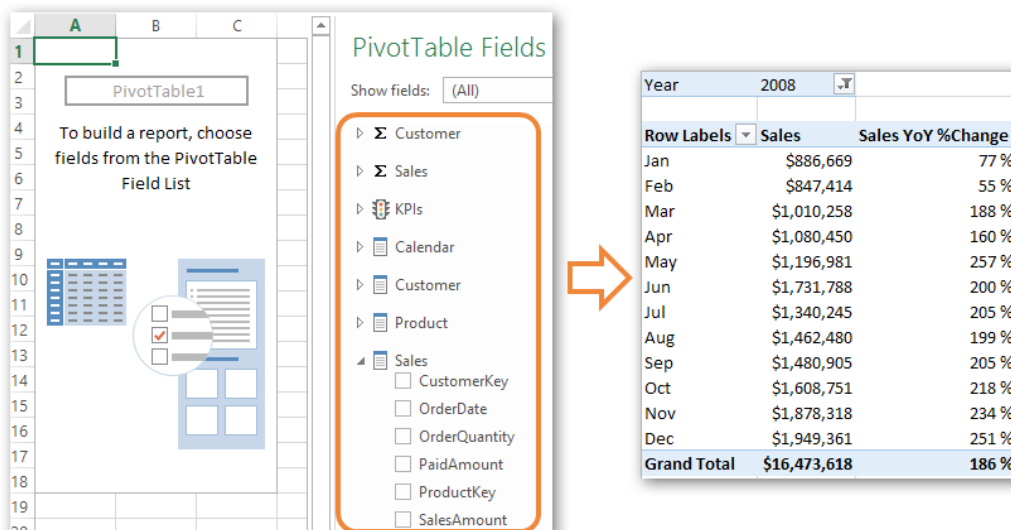 A B C
1
2
3
4
5
6
7
8
9
10
11
12
13
14
15
16
17
18
19
PivotTable1
To build a report, choose
fields from the PivotTable
Field List
PivotTable Fields
Show fields: (All)
Σ Customer
Σ Sales
KPIs
Calendar
Customer
Product
Sales
CustomerKey
OrderDate
OrderQuantity
PaidAmount
ProductKey
SalesAmount
Year 2008
Row Labels Sales Sales YoY %Change
Jan $886,669 77 %
Feb $847,414 55 %
Mar $1,010,258 188 %
Apr $1,080,450 160 %
May $1,196,981 257 %
Jun $1,731,788 200 %
Jul $1,340,245 205 %
Aug $1,462,480 199 %
Sep $1,480,905 205 %
Oct $1,608,751 218 %
Nov $1,878,318 234 %
Dec $1,949,361 251 %
Grand Total $16,473,618 186 %